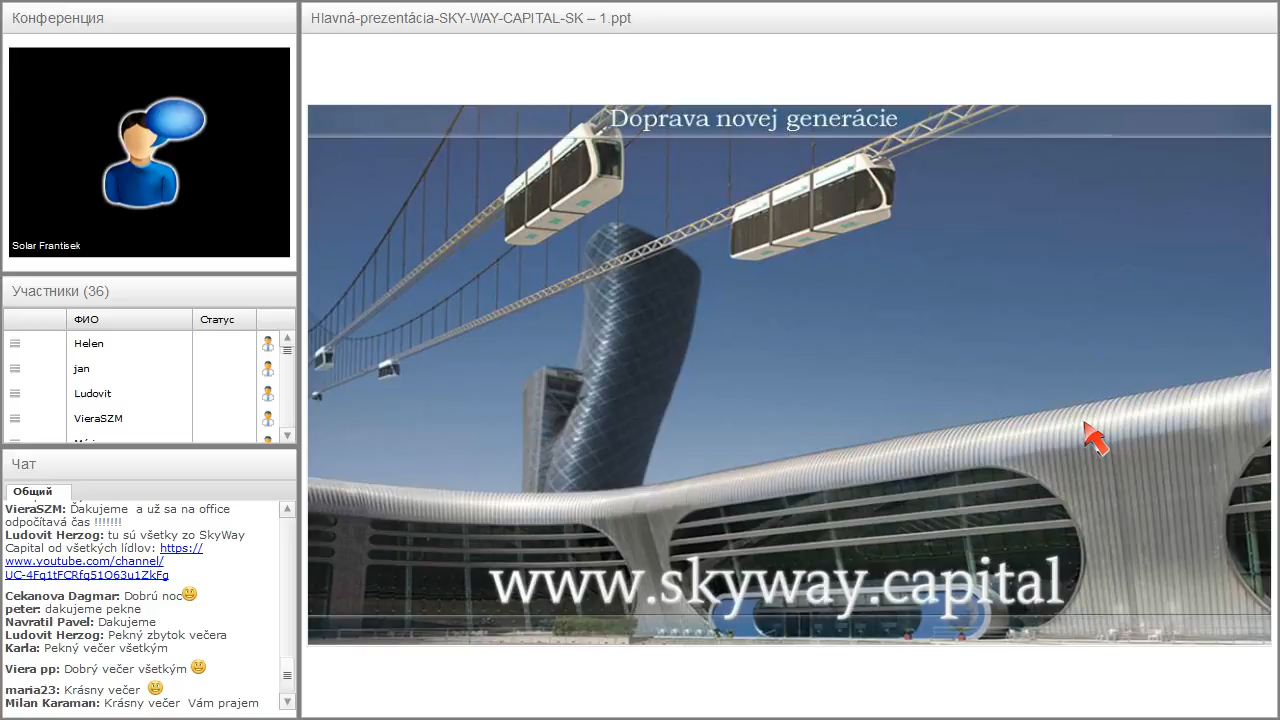 Конференция
Solar Frantisek
Участники (36)
ФИО
Статус
Helen
jan
Ludovit
VieraSZM
Чат
Общий
VieraSZM: Ďakujeme a už sa na office
odpočítavá čas !!!!!!!
Ludovit Herzog: tu sú všetky zo SkyWay
Capital od všetkých lídlov: https://
www.youtube.com/channel/
UC-4Fq1tFCRfq51O63u1ZkFg
Cekanova Dagmar: Dobrú noc
peter: dakujeme pekne
Navratil Pavel: Dakujeme
Ludovit Herzog: Pekný zbytok večera
Karla: Pekný večer všetkým
Viera pp: Dobrý večer všetkým
maria23: Krásny večer
Milan Karaman: Krásny večer Vám prajem
Hlavná-prezentácia-SKY-WAY-CAPITAL-SK – 1.ppt
Doprava novej generácie
www.skyway.capital